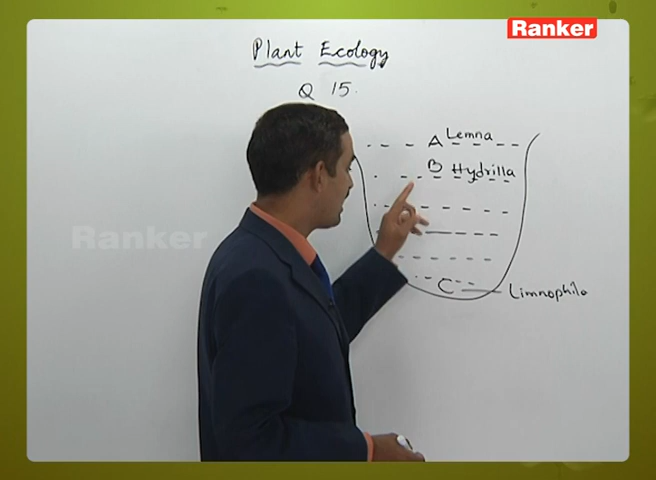 Ranker
Plant Ecology
Q 15.
A Lemna
B Hydrilla
Ranker
C Limnophila